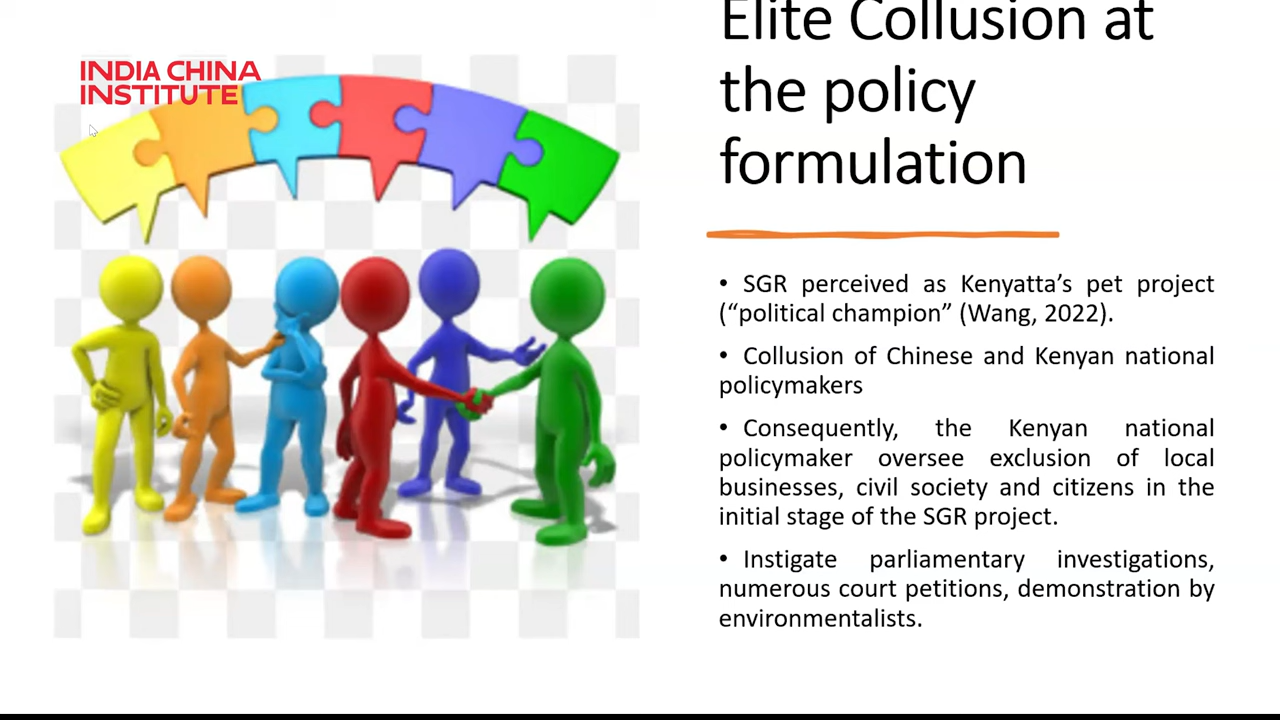 INDIA CHINA
INSTITUTE
Elite Collusion at
the policy
formulation
• SGR perceived as Kenyatta’s pet project
(“political champion” (Wang, 2022).
• Collusion of Chinese and Kenyan national
policymakers
• Consequently, the Kenyan national
policymaker oversee exclusion of local
businesses, civil society and citizens in the
initial stage of the SGR project.
• Instigate parliamentary investigations,
numerous court petitions, demonstration by
environmentalists.